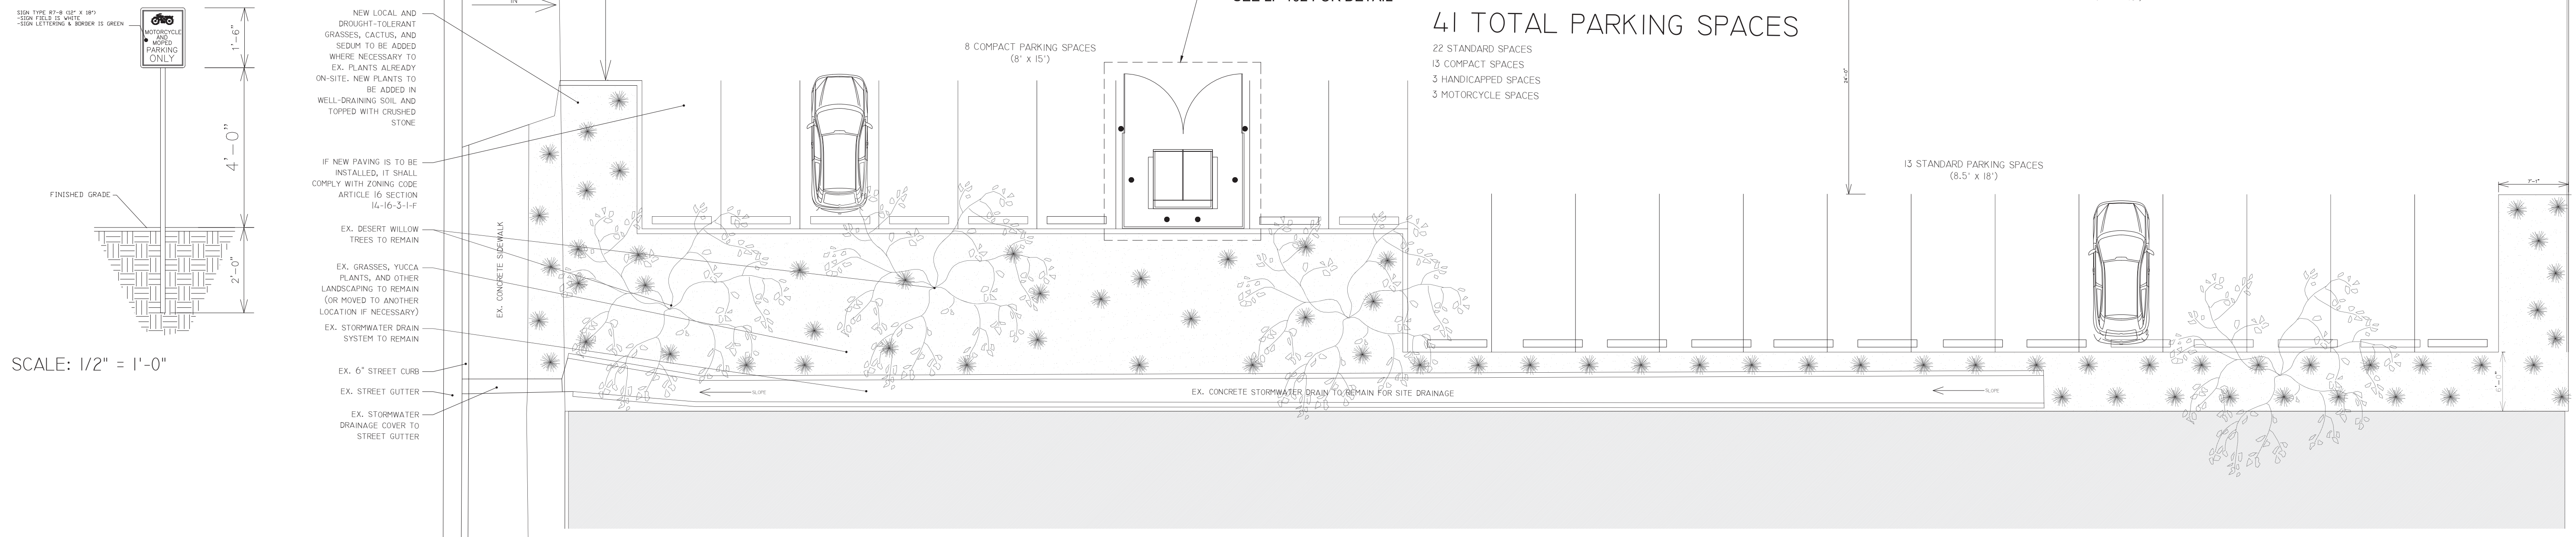 SIGN TYPE R7-8 (12" X 18")
-SIGN FIELD IS WHITE
-SIGN LETTERING & BORDER IS GREEN
MOTORCYCLE
AND
MOPED
PARKING
ONLY
1'-6"
4'-0"
2'-0"
FINISHED GRADE
SCALE: 1/2" = 1'-0"
NEW LOCAL AND
DROUGHT-TOLERANT
GRASSES, CACTUS, AND
SEDUM TO BE ADDED
WHERE NECESSARY TO
EX. PLANTS ALREADY
ON-SITE. NEW PLANTS TO
BE ADDED IN
WELL-DRAINING SOIL AND
TOPPED WITH CRUSHED
STONE
IF NEW PAVING IS TO BE
INSTALLED, IT SHALL
COMPLY WITH ZONING CODE
ARTICLE 16 SECTION
14-16-3-1-F
EX. DESERT WILLOW
TREES TO REMAIN
EX. GRASSES, YUCCA
PLANTS, AND OTHER
LANDSCAPING TO REMAIN
(OR MOVED TO ANOTHER
LOCATION IF NECESSARY)
EX. STORMWATER DRAIN
SYSTEM TO REMAIN
EX. 6" STREET CURB
EX. STREET GUTTER
EX. STORMWATER
DRAINAGE COVER TO
STREET GUTTER
IN
EX. CONCRETE SIDEWALK
8 COMPACT PARKING SPACES
(8' X 15')
41 TOTAL PARKING SPACES
22 STANDARD SPACES
13 COMPACT SPACES
3 HANDICAPPED SPACES
3 MOTORCYCLE SPACES
24'-0"
13 STANDARD PARKING SPACES
(8.5' X 18')
7'-1"
SLOPE
EX. CONCRETE STORMWATER DRAIN TO REMAIN FOR SITE DRAINAGE
SLOPE